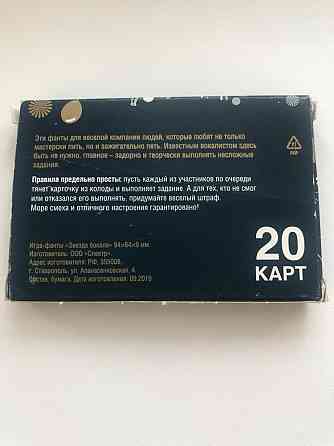 Эти фанты для веселой компании людей, которые любят не только
мастерски пить, но и зажигательно петь. Известным вокалистом здесь
быть не нужно, главное – задорно и творчески выполнять несложные
задания.
Правила предельно просты: пусть каждый из участников по очереди
тянет карточку из колоды и выполняет задание. А для тех, кто не смог
или отказался его выполнить, придумайте веселый штраф.
Море смеха и отличного настроения гарантировано!
Игра-фанты «Звезда вокала» 94×64×9 мм.
Изготовитель: ООО «Спектр».
Адрес изготовителя: РФ, 355008,
г. Ставрополь, ул. Апанасенковская, 4
Состав: бумага. Дата изготовления: 09.2019
20
КАРТ